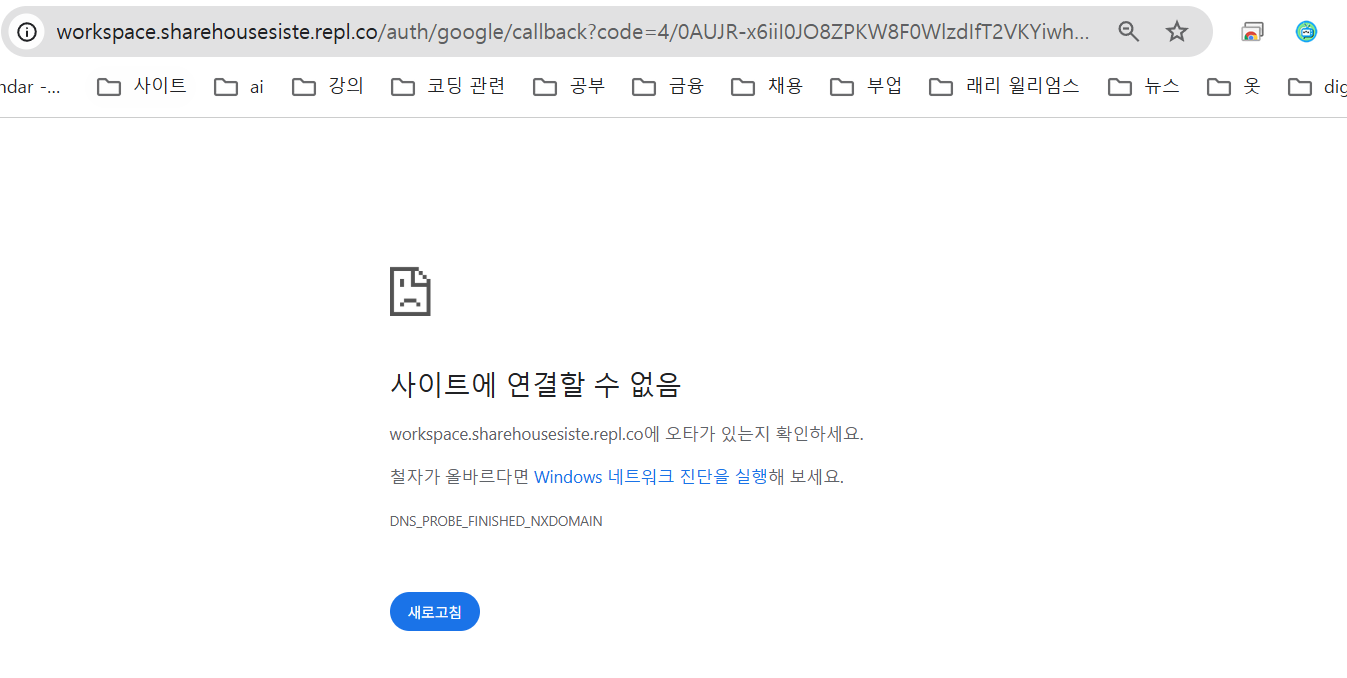 workspace.sharehousesiste.repl.co/auth/google/callback?code=4/0AUJR-x6iiI0JO8ZPKW8F0WlzdIfT2VKYiwh...
ndar -... 사이트 ai 강의 코딩 관련 공부 금융 채용 부업 래리 윌리엄스 뉴스 옷 dig
사이트에 연결할 수 없음
workspace.sharehousesiste.repl.co에 오타가 있는지 확인하세요.
철자가 올바르다면 Windows 네트워크 진단을 실행해 보세요.
DNS_PROBE_FINISHED_NXDOMAIN
새로고침